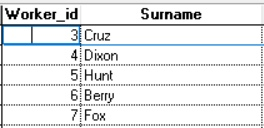 Worker_id Surname
3 Cruz
4 Dixon
5 Hunt
6 Berry
7 Fox